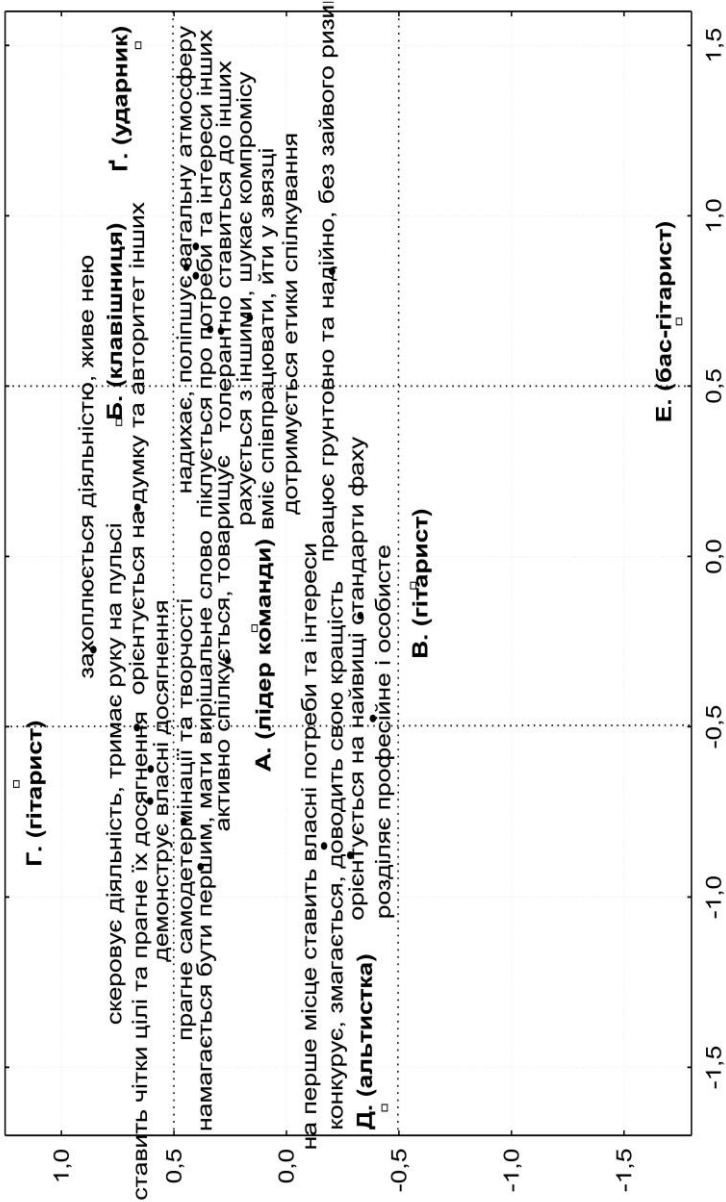 Г. (гітарист)
захоплюється діяльністю, живе нею
скеровує діяльність, тримає руку на пульсі
Б. (клавішниця)
Ґ. (ударник)
ставить чіткі цілі та прагне їх досягнення
орієнтується на думку та авторитет інших
демонструє власні досягнення
прагне самодетермінації та творчості
надихає, поліпшує загальну атмосферу
намагається бути першим, мати вирішальне слово
піклується про потреби та інтереси інших
активно спілкується, товарищує
толерантно ставиться до інших
рахується з іншими, шукає компромісу
А. (лідер команди)
вміє співпрацювати, йти у звязці
дотримується етики спілкування
на перше місце ставить власні потреби та інтереси
конкурує, змагається, доводить свою кращість
працює грунтовно та надійно, без зайвого ризи
орієнтується на найвищі стандарти фаху
розділяє професійне і особисте
Д. (альтистка)
В. (гітарист)
Е. (бас-гітарист)
1,0
0,5
0,0
-0,5
-1,0
-1,5
-1,5
-1,0
-0,5
0,0
0,5
1,0
1,5